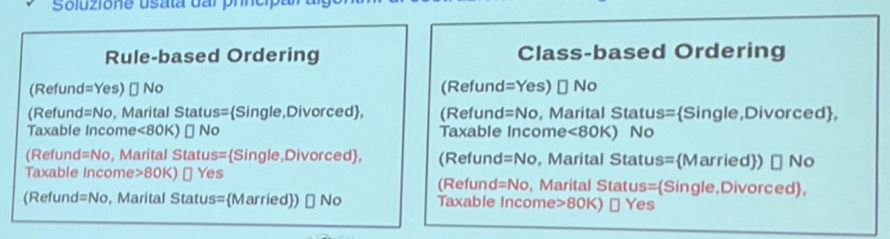 Soluzione usata dai principali
Rule-based Ordering
(Refund=Yes) ▯ No
(Refund=No, Marital Status={Single,Divorced},
Taxable Income<80K) ▯ No
(Refund=No, Marital Status={Single,Divorced},
Taxable Income>80K) ▯ Yes
(Refund=No, Marital Status={Married}) ▯ No
Class-based Ordering
(Refund=Yes) ▯ No
(Refund=No, Marital Status={Single,Divorced},
Taxable Income<80K) No
(Refund=No, Marital Status={Married}) ▯ No
(Refund=No, Marital Status={Single,Divorced},
Taxable Income>80K) ▯ Yes